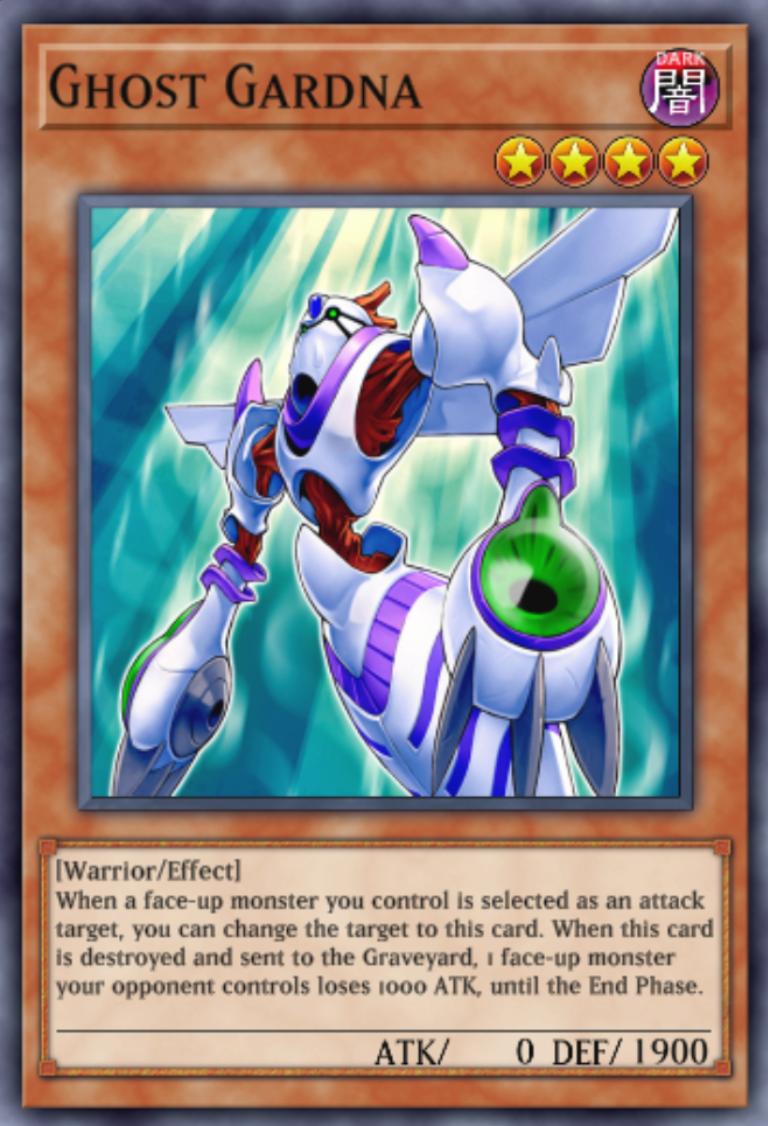 Ghost Gardna
DARK
闇
[Warrior/Effect]
When a face-up monster you control is selected as an attack
target, you can change the target to this card. When this card
is destroyed and sent to the Graveyard, 1 face-up monster
your opponent controls loses 1000 ATK, until the End Phase.
ATK/ 0 DEF/ 1900